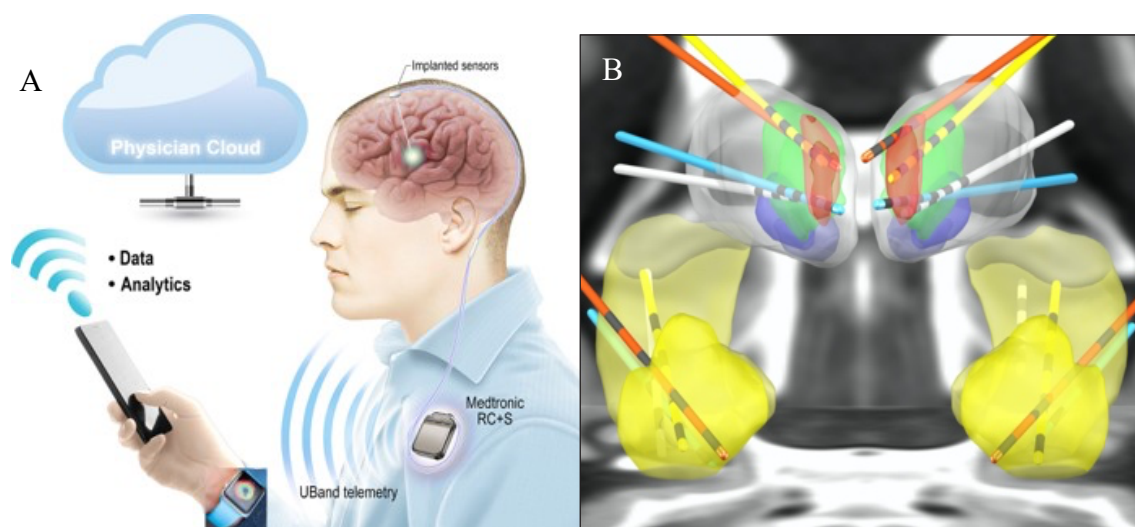 A
Physician Cloud
Implanted sensors
• Data
• Analytics
Medtronic
RC+S
UBand telemetry
B